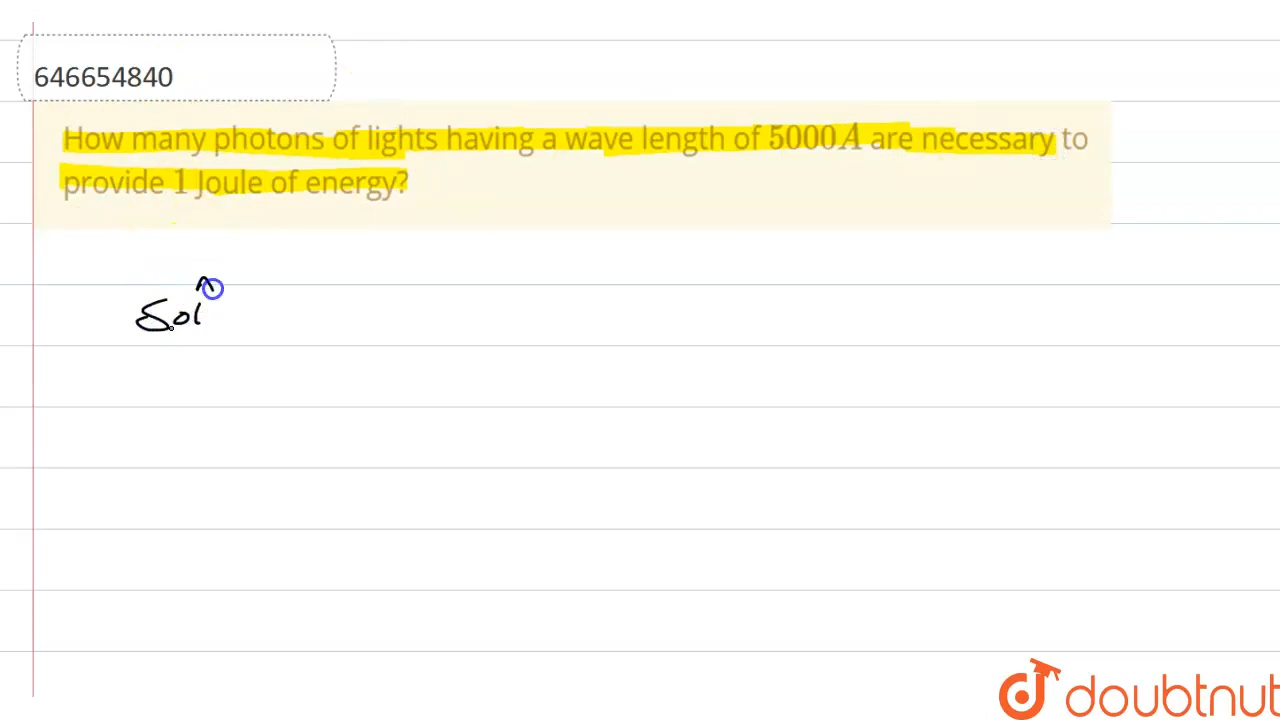 646654840
How many photons of lights having a wave length of 5000A are necessary to
provide 1 Joule of energy?
Sol^
doubtnut